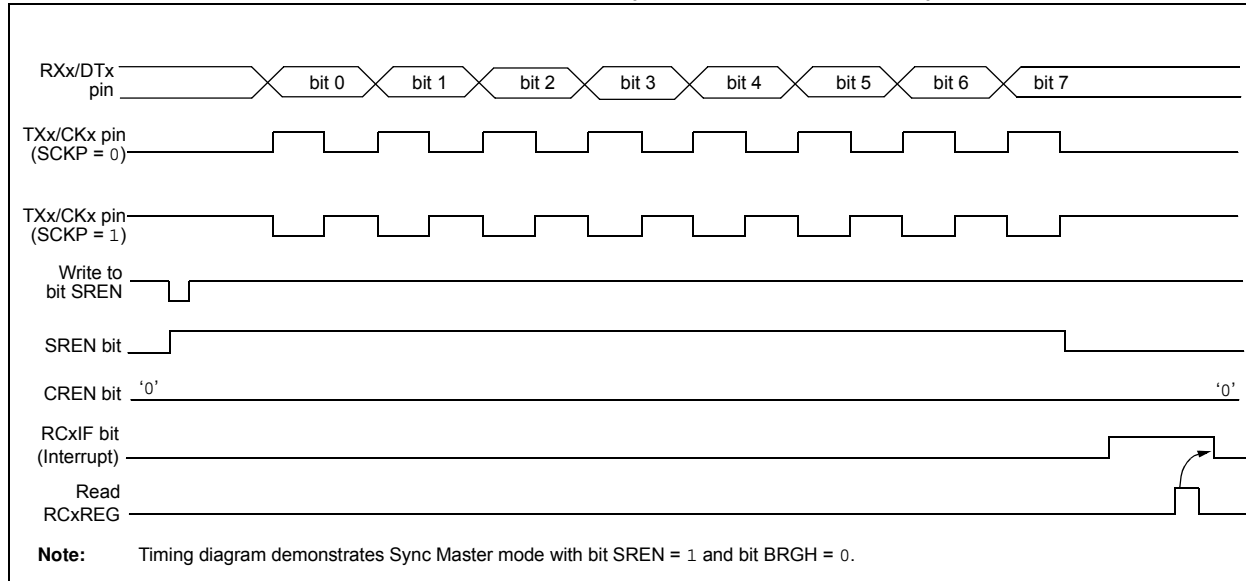 RXx/DTx
pin
bit 0 bit 1 bit 2 bit 3 bit 4 bit 5 bit 6 bit 7
TXx/CKx pin
(SCKP = 0)
TXx/CKx pin
(SCKP = 1)
Write to
bit SREN
SREN bit
CREN bit ‘0’ ‘0’
RCxIF bit
(Interrupt)
Read
RCxREG
Note: Timing diagram demonstrates Sync Master mode with bit SREN = 1 and bit BRGH = 0.